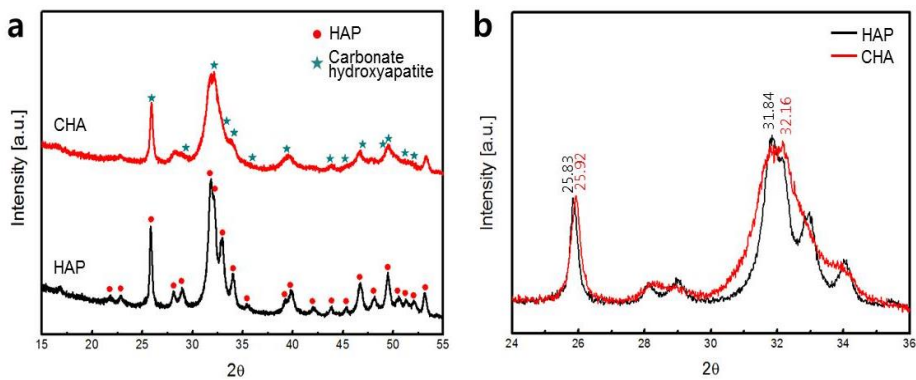 a
HAP
Carbonate
hydroxyapatite
CHA
HAP
Intensity [a.u.]
15 20 25 30 35 40 45 50 55
2θ
b
HAP
CHA
25.83
25.92
31.84
32.16
Intensity [a.u.]
24 26 28 30 32 34 36
2θ